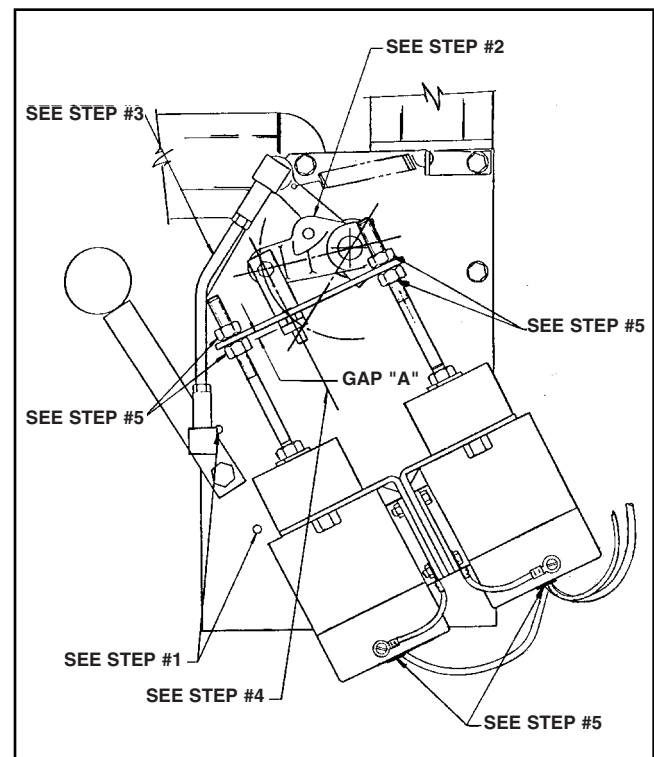 SEE STEP #2
SEE STEP #3
SEE STEP #5
GAP "A"
SEE STEP #5
SEE STEP #1
SEE STEP #4
SEE STEP #5